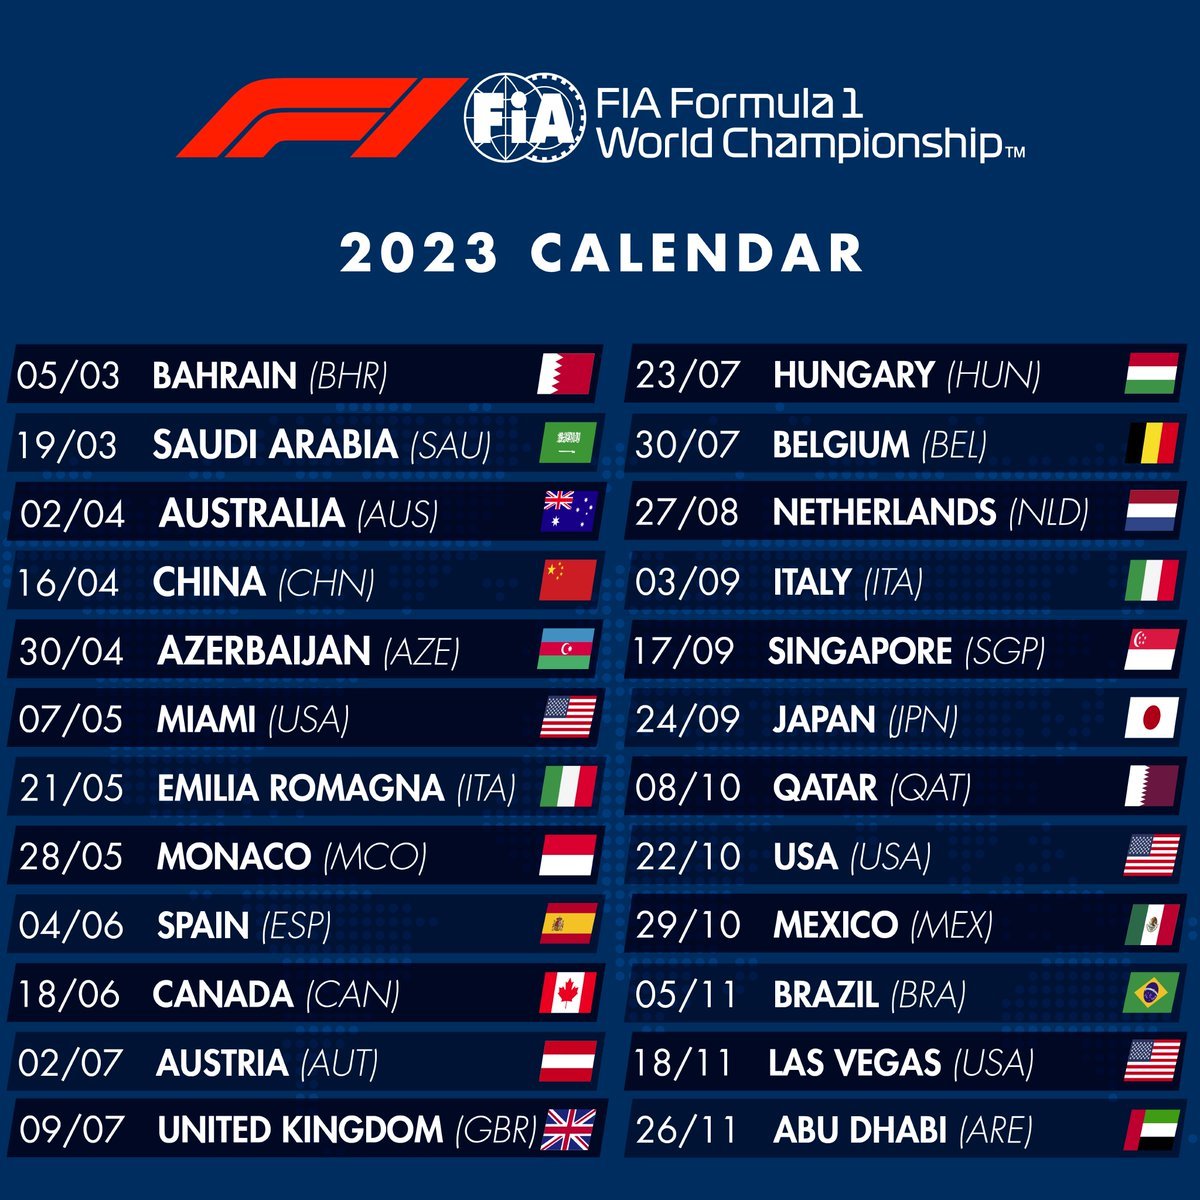 F1 FIA FIA Formula 1
World Championship™
2023 CALENDAR
05/03 BAHRAIN (BHR)
19/03 SAUDI ARABIA (SAU)
02/04 AUSTRALIA (AUS)
16/04 CHINA (CHN)
30/04 AZERBAIJAN (AZE)
07/05 MIAMI (USA)
21/05 EMILIA ROMAGNA (ITA)
28/05 MONACO (MCO)
04/06 SPAIN (ESP)
18/06 CANADA (CAN)
02/07 AUSTRIA (AUT)
09/07 UNITED KINGDOM (GBR)
23/07 HUNGARY (HUN)
30/07 BELGIUM (BEL)
27/08 NETHERLANDS (NLD)
03/09 ITALY (ITA)
17/09 SINGAPORE (SGP)
24/09 JAPAN (JPN)
08/10 QATAR (QAT)
22/10 USA (USA)
29/10 MEXICO (MEX)
05/11 BRAZIL (BRA)
18/11 LAS VEGAS (USA)
26/11 ABU DHABI (ARE)